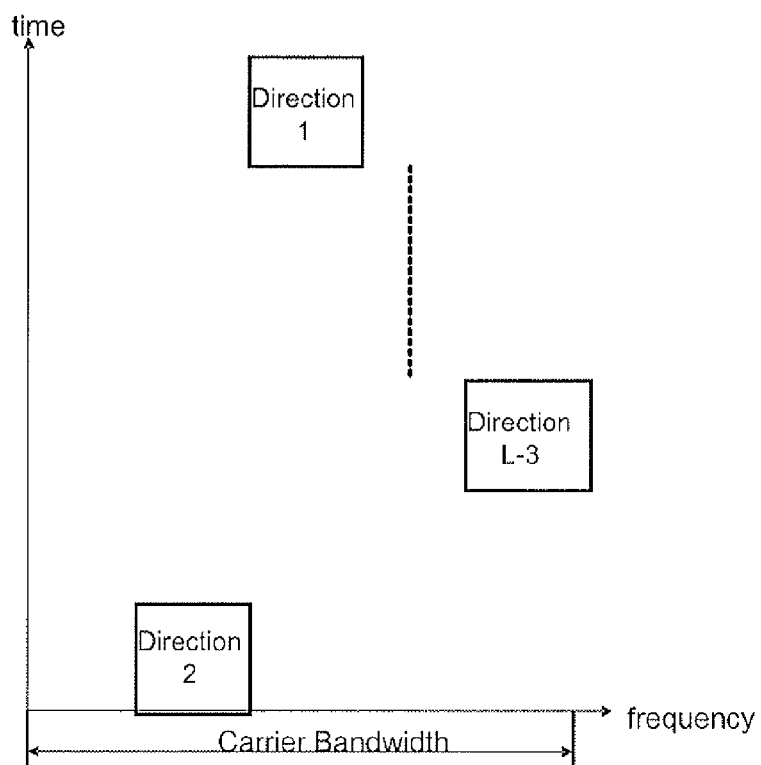 time
Direction
1
Direction
L-3
Direction
2
frequency
Carrier Bandwidth